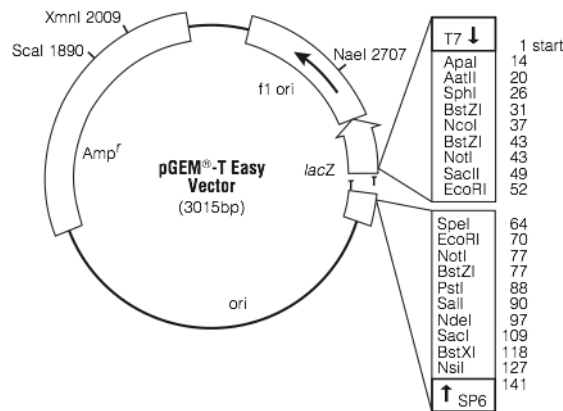 XmnI 2009
ScaI 1890
NaeI 2707
f1 ori
Ampʳ
pGEM®-T Easy
Vector
(3015bp)
lacZ
T T
ori
T7 ↓ 1 start
ApaI 14
AatII 20
SphI 26
BstZI 31
NcoI 37
BstZI 43
NotI 43
SacII 49
EcoRI 52
SpeI 64
EcoRI 70
NotI 77
BstZI 77
PstI 88
SalI 90
NdeI 97
SacI 109
BstXI 118
NsiI 127
↑ SP6 141